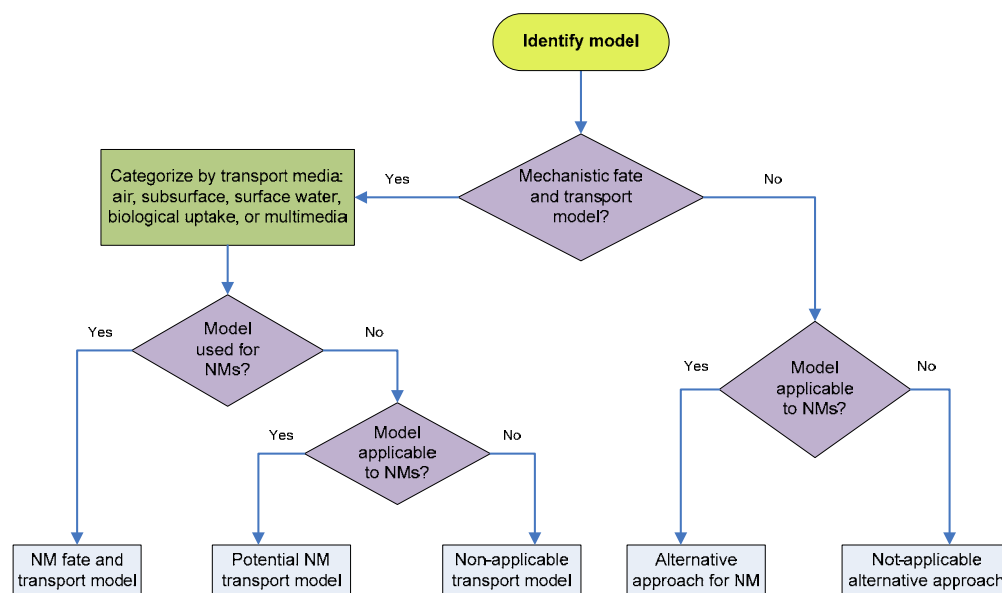 Identify model
Mechanistic fate
and transport
model?
Yes
No
Categorize by transport media:
air, subsurface, surface water,
biological uptake, or multimedia
Yes
Model
used for
NMs?
No
Yes
Model
applicable
to NMs?
No
Yes
Model
applicable
to NMs?
No
NM fate and
transport model
Potential NM
transport model
Non-applicable
transport model
Alternative
approach for NM
Not-applicable
alternative approach